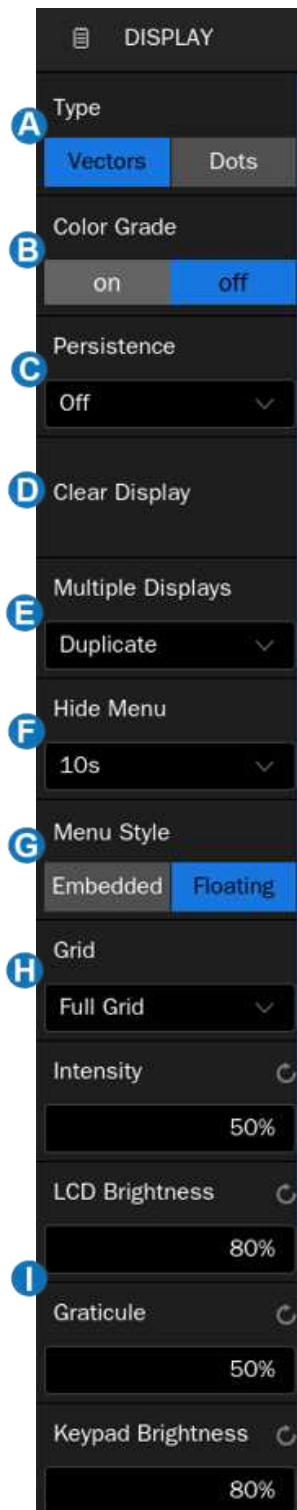 DISPLAY
A
Type
Vectors Dots
B
Color Grade
on off
C
Persistence
Off
D
Clear Display
E
Multiple Displays
Duplicate
F
Hide Menu
10s
G
Menu Style
Embedded Floating
H
Grid
Full Grid
Intensity
50%
LCD Brightness
80%
I
Graticule
50%
Keypad Brightness
80%